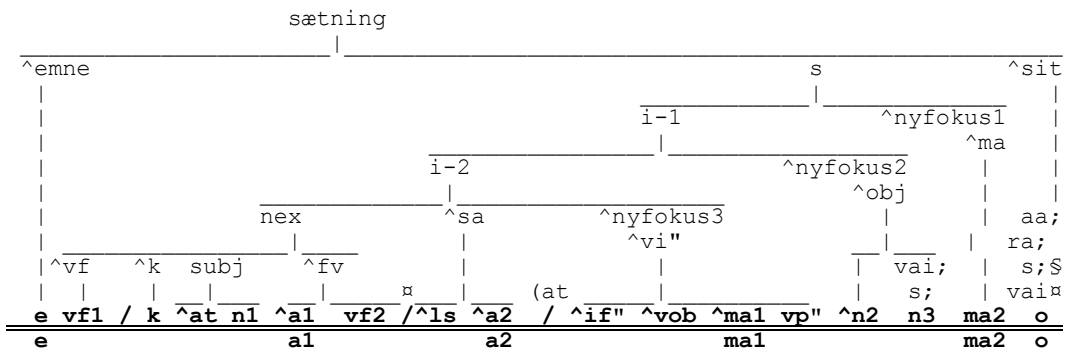 sætning
^emne s ^sit
i-1 ^nyfokus1
^ma
i-2 ^nyfokus2
^obj
nex ^sa ^nyfokus3 aa;
^vi" ra;
^vf ^k subj ^fv vai; s;§
¤ (at s; vai¤
e vf1 / k ^at n1 ^a1 vf2 /^ls ^a2 / ^if" ^vob ^ma1 vp" ^n2 n3 ma2 o
e a1 a2 ma1 ma2 o